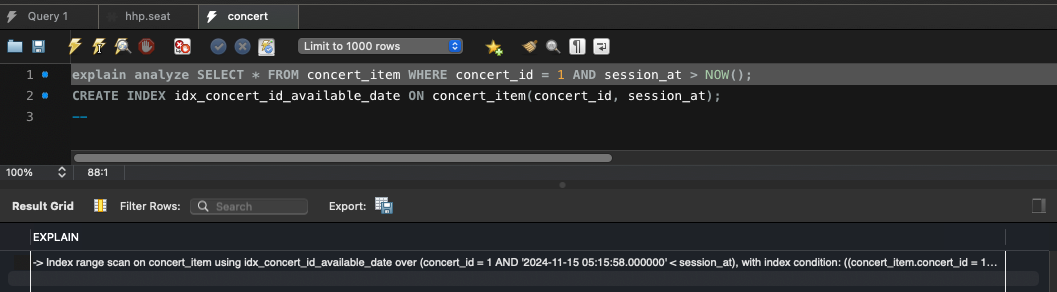 Query 1 hhp.seat concert
Limit to 1000 rows
1 explain analyze SELECT * FROM concert_item WHERE concert_id = 1 AND session_at > NOW();
2 CREATE INDEX idx_concert_id_available_date ON concert_item(concert_id, session_at);
3 --
100% 88:1
Result Grid Filter Rows: Search Export:
EXPLAIN
-> Index range scan on concert_item using idx_concert_id_available_date over (concert_id = 1 AND '2024-11-15 05:15:58.000000' < session_at), with index condition: ((concert_item.concert_id = 1...